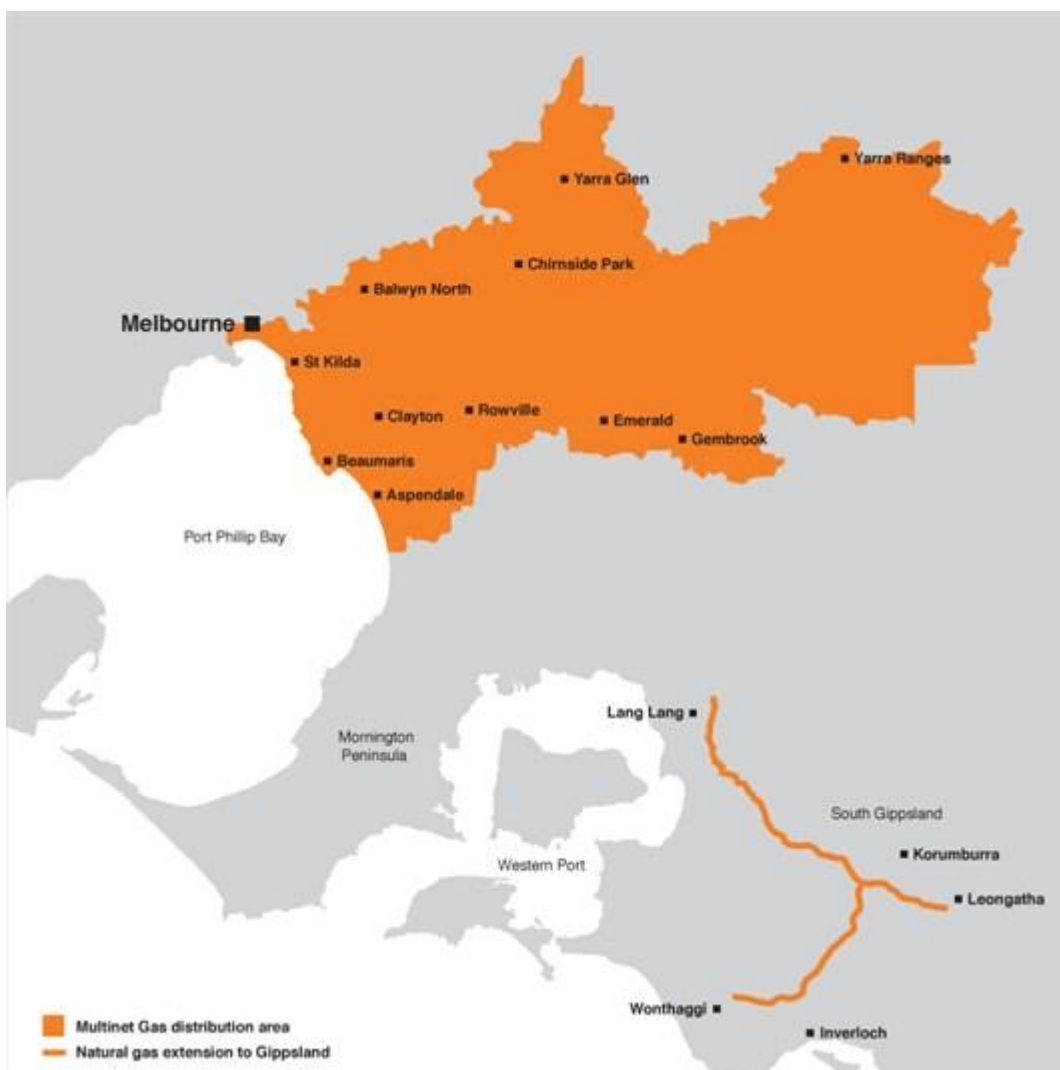 Yarra Ranges
Yarra Glen
Chirnside Park
Balwyn North
Melbourne
St Kilda
Clayton
Rowville
Emerald
Gembrook
Beaumaris
Aspendale
Port Phillip Bay
Lang Lang
Mornington
Peninsula
South Gippsland
Korumburra
Western Port
Leongatha
Wonthaggi
Inverloch
Multinet Gas distribution area
Natural gas extension to Gippsland